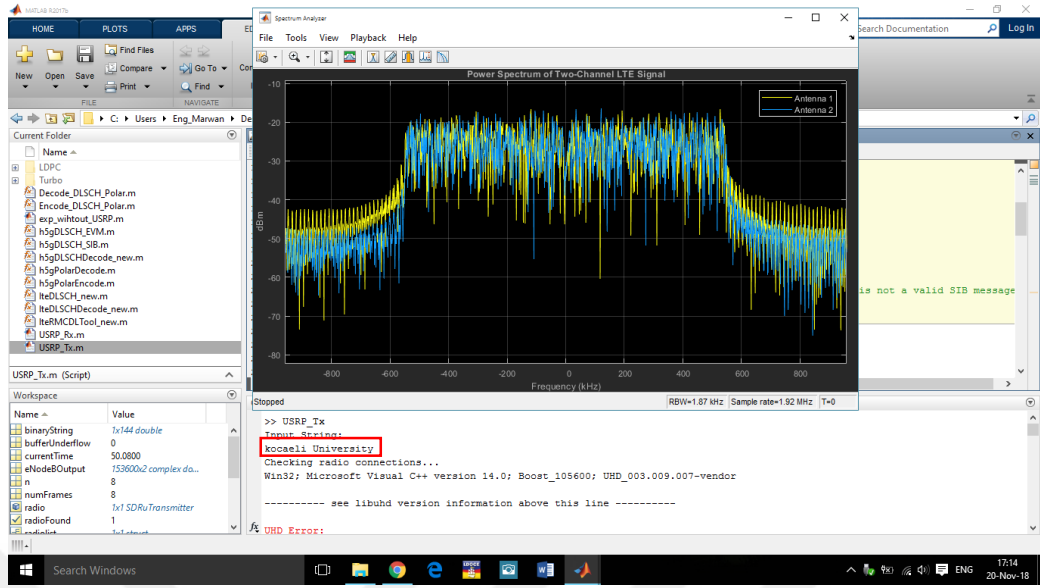 MATLAB R2017b
HOME
PLOTS
APPS
Search Documentation
Log In
New
Open
Save
Find Files
Compare
Print
Go To
Find
FILE
NAVIGATE
C: Users Eng_Marwan De
Current Folder
Name
LDPC
Turbo
Decode_DLSCH_Polar.m
Encode_DLSCH_Polar.m
exp_wihtout_USRP.m
h5gDLSCH_EVM.m
h5gDLSCH_SIB.m
h5gDLSCHDecode_new.m
h5gPolarDecode.m
h5gPolarEncode.m
lteDLSCH_new.m
lteDLSCHDecode_new.m
lteRMCDLTool_new.m
USRP_Rx.m
USRP_Tx.m
USRP_Tx.m (Script)
Workspace
Name Value
binaryString 1x144 double
bufferUnderflow 0
currentTime 50.0800
eNodeBOutput 153600x2 complex do...
n 8
numFrames 8
radio 1x1 SDRuTransmitter
radioFound 1
radiolist 1x1 struct
Spectrum Analyzer
File Tools View Playback Help
Power Spectrum of Two-Channel LTE Signal
Antenna 1
Antenna 2
-10
-20
-30
-40
-50
-60
-70
-80
dBm
-800 -600 -400 -200 0 200 400 600 800
Frequency (kHz)
Stopped
RBW=1.87 kHz Sample rate=1.92 MHz T=0
is not a valid SIB message
>> USRP_Tx
Input String:
kocaeli University
Checking radio connections...
Win32; Microsoft Visual C++ version 14.0; Boost_105600; UHD_003.009.007-vendor
---------- see libuhd version information above this line ----------
fx UHD Error:
Search Windows
ENG
17:14
20-Nov-18